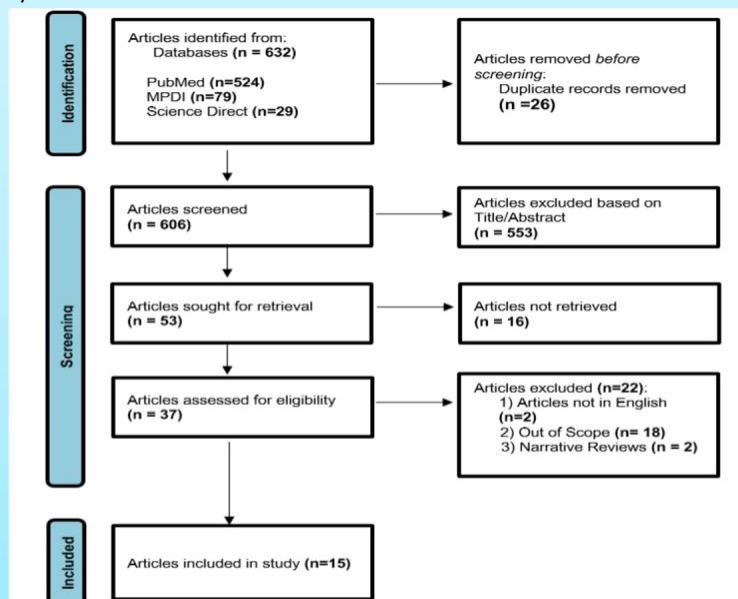 Identification
Articles identified from:
Databases (n = 632)
PubMed (n=524)
MPDI (n=79)
Science Direct (n=29)
Articles removed before
screening:
Duplicate records removed
(n =26)
Screening
Articles screened
(n = 606)
Articles excluded based on
Title/Abstract
(n = 553)
Articles sought for retrieval
(n = 53)
Articles not retrieved
(n = 16)
Articles assessed for eligibility
(n = 37)
Articles excluded (n=22):
1) Articles not in English
(n=2)
2) Out of Scope (n= 18)
3) Narrative Reviews (n = 2)
Included
Articles included in study (n=15)